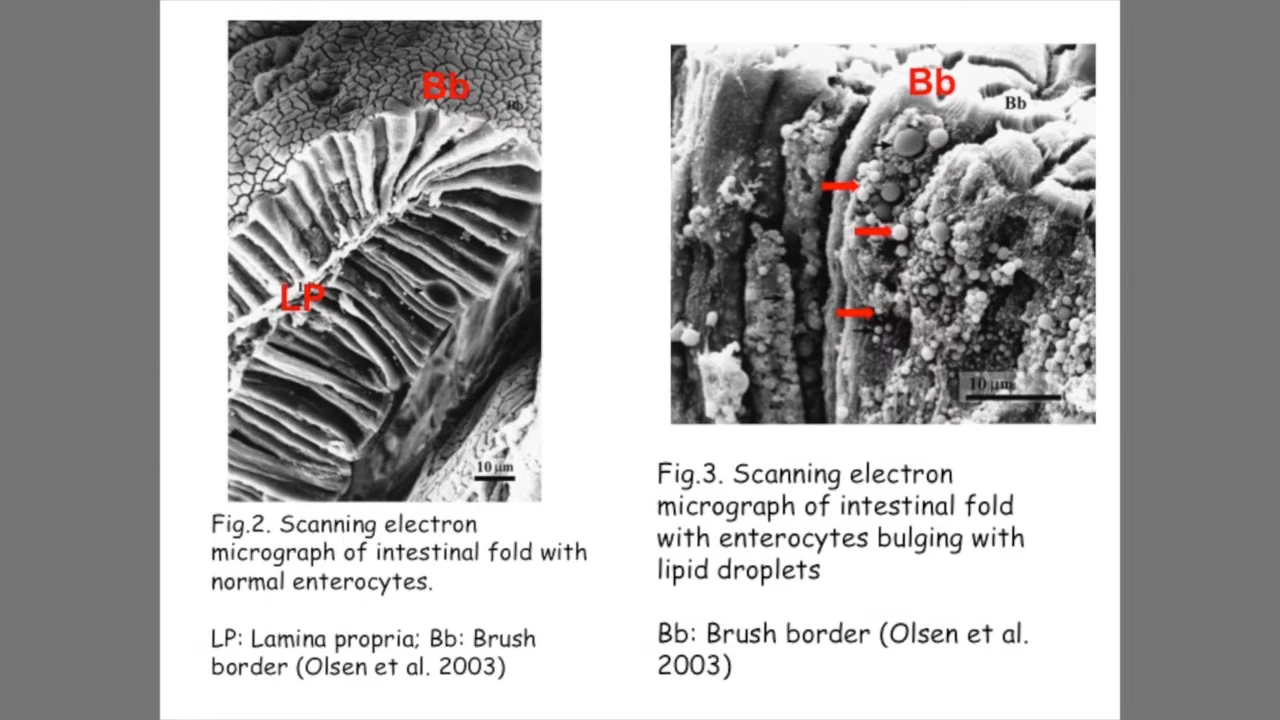 Bb
Bb
LP
10 µm
Fig.2. Scanning electron
micrograph of intestinal fold with
normal enterocytes.
LP: Lamina propria; Bb: Brush
border (Olsen et al. 2003)
Bb
Bb
10 µm
Fig.3. Scanning electron
micrograph of intestinal fold
with enterocytes bulging with
lipid droplets
Bb: Brush border (Olsen et al.
2003)